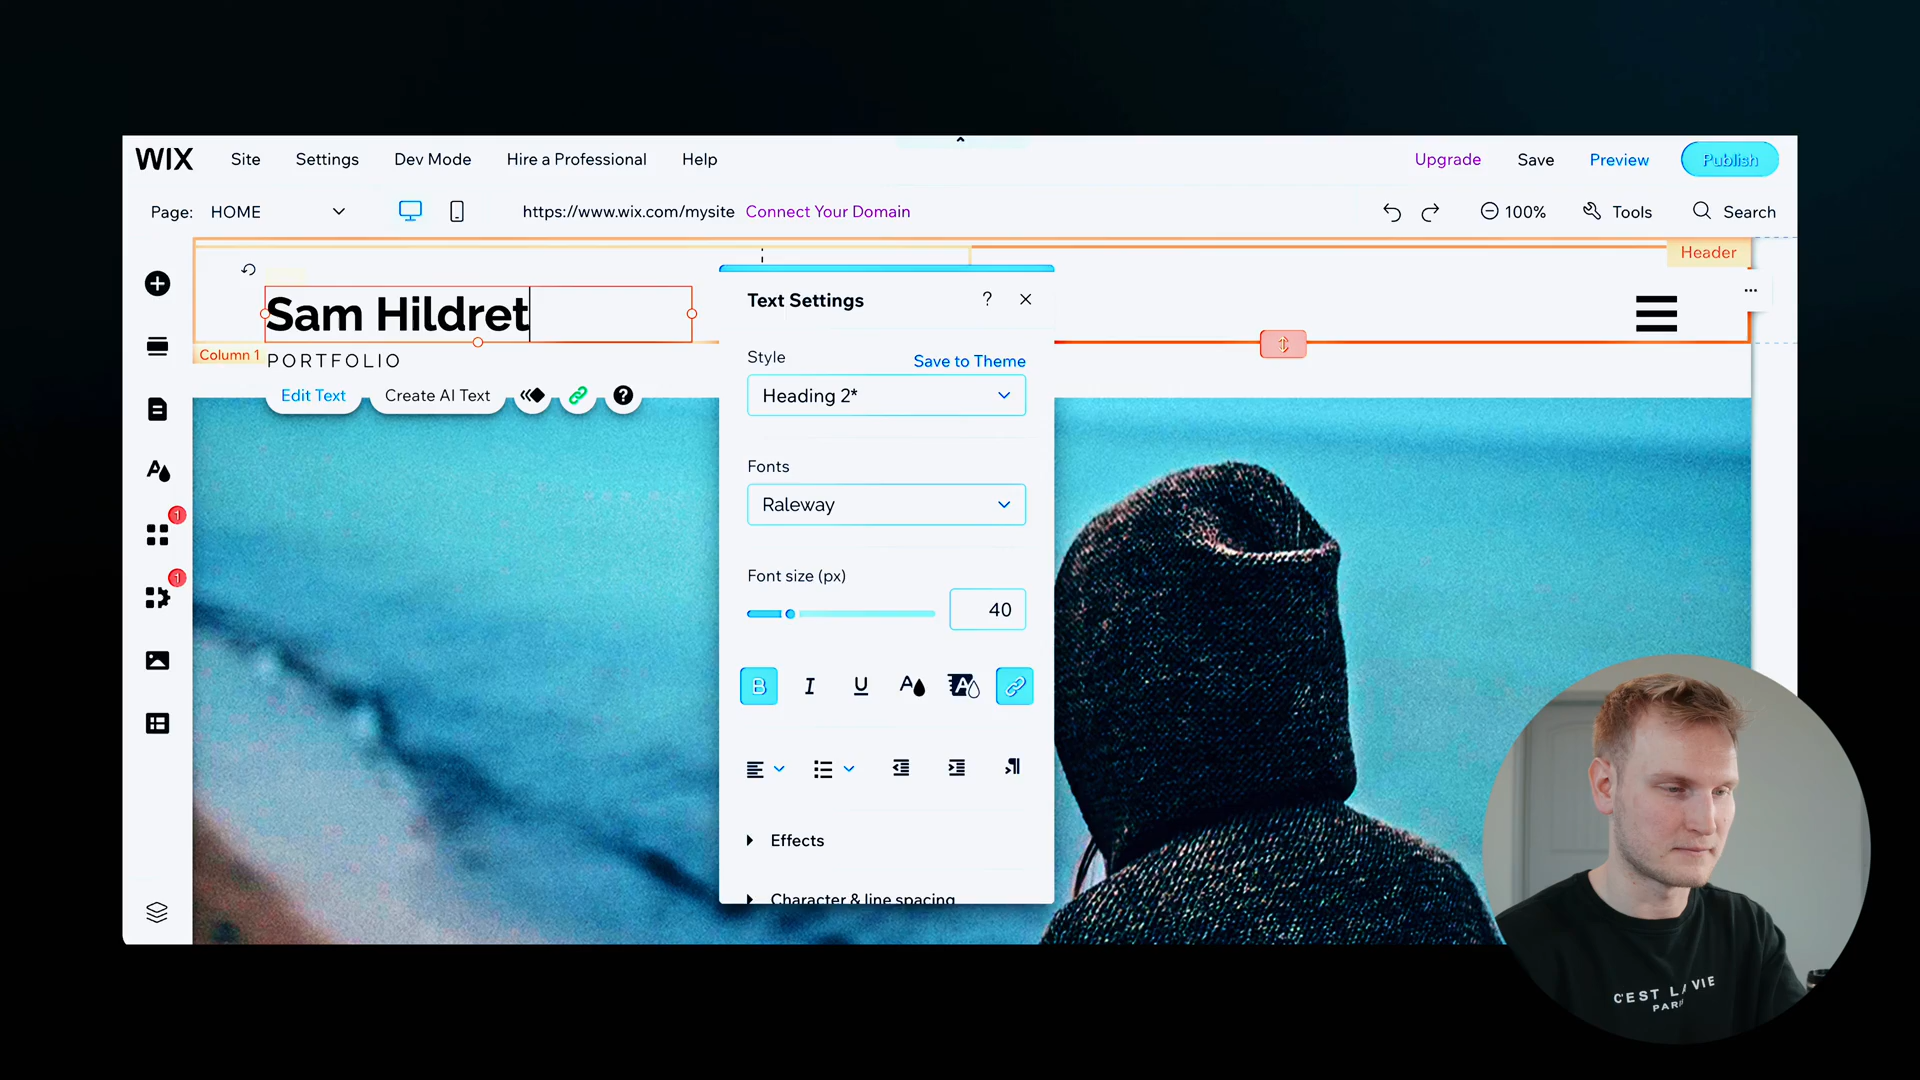 WIX Site Settings Dev Mode Hire a Professional Help Upgrade Save Preview Publish
Page: HOME https://www.wix.com/mysite Connect Your Domain 100% Tools Search
Header
Sam Hildret
Column 1
PORTFOLIO
Edit Text Create AI Text ?
1
1
Text Settings ?
Style Save to Theme
Heading 2*
Fonts
Raleway
Font size (px)
40
B I U A A
Effects
Character & line spacing
C'EST LA VIE
PARIS